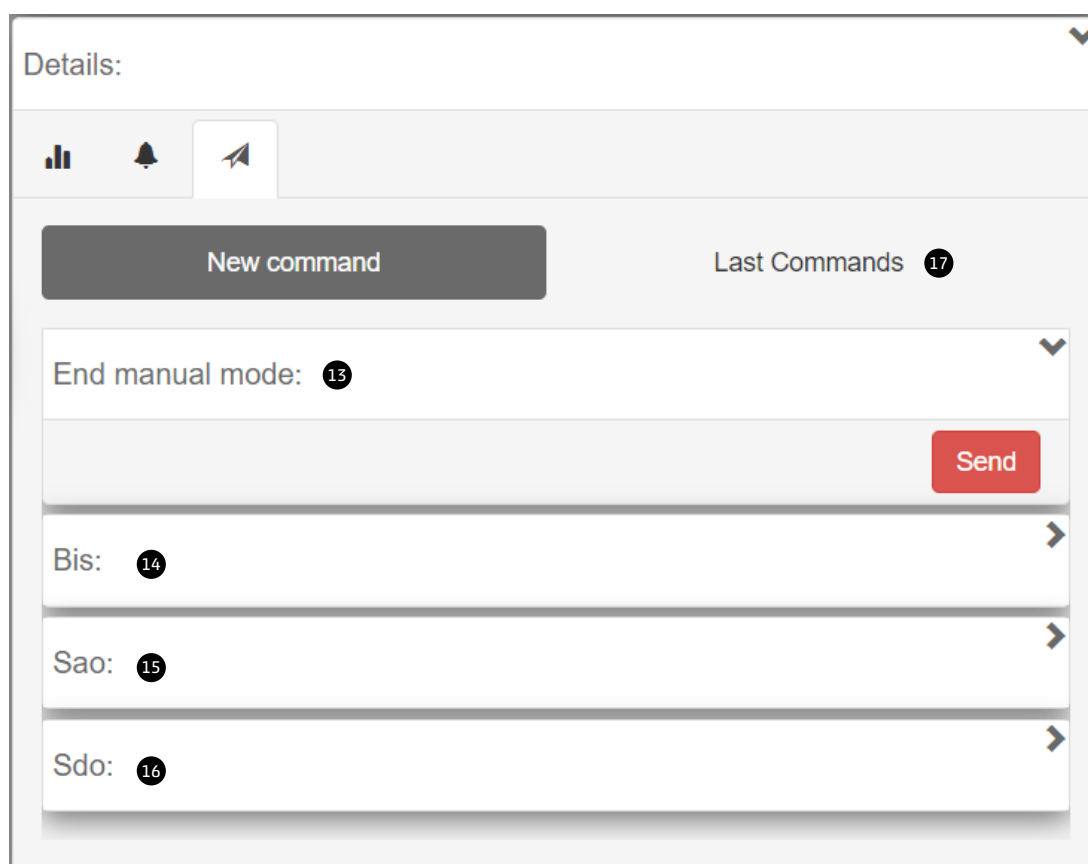 Details:
New command
Last Commands 17
End manual mode: 13
Send
Bis: 14
Sao: 15
Sdo: 16